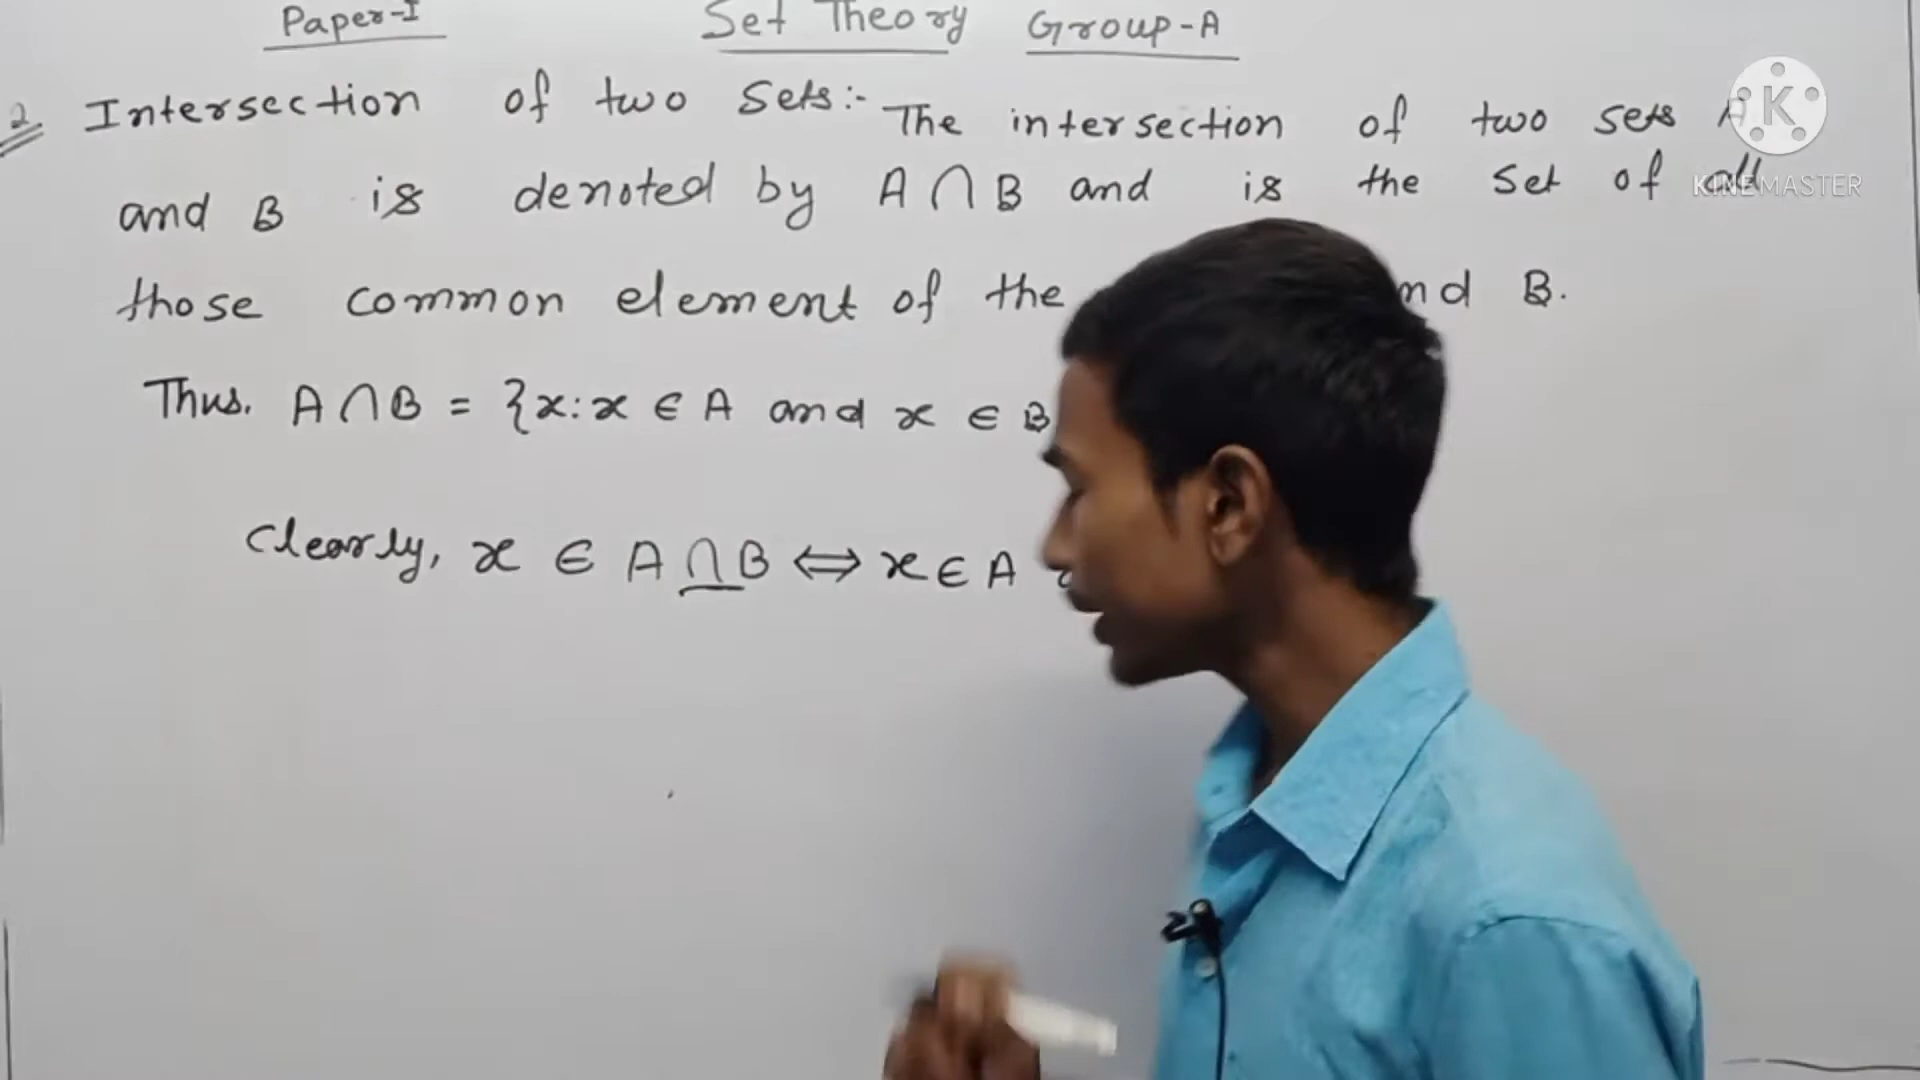 Paper-I Set Theory Group-A
2. Intersection of two Sets:- The intersection of two sets A
and B is denoted by A ∩ B and is the set of all
those common element of the nd B.
Thus, A ∩ B = {x: x ∈ A and x ∈ B
Clearly, x ∈ A ∩ B ⇔ x ∈ A
K
KINEMASTER